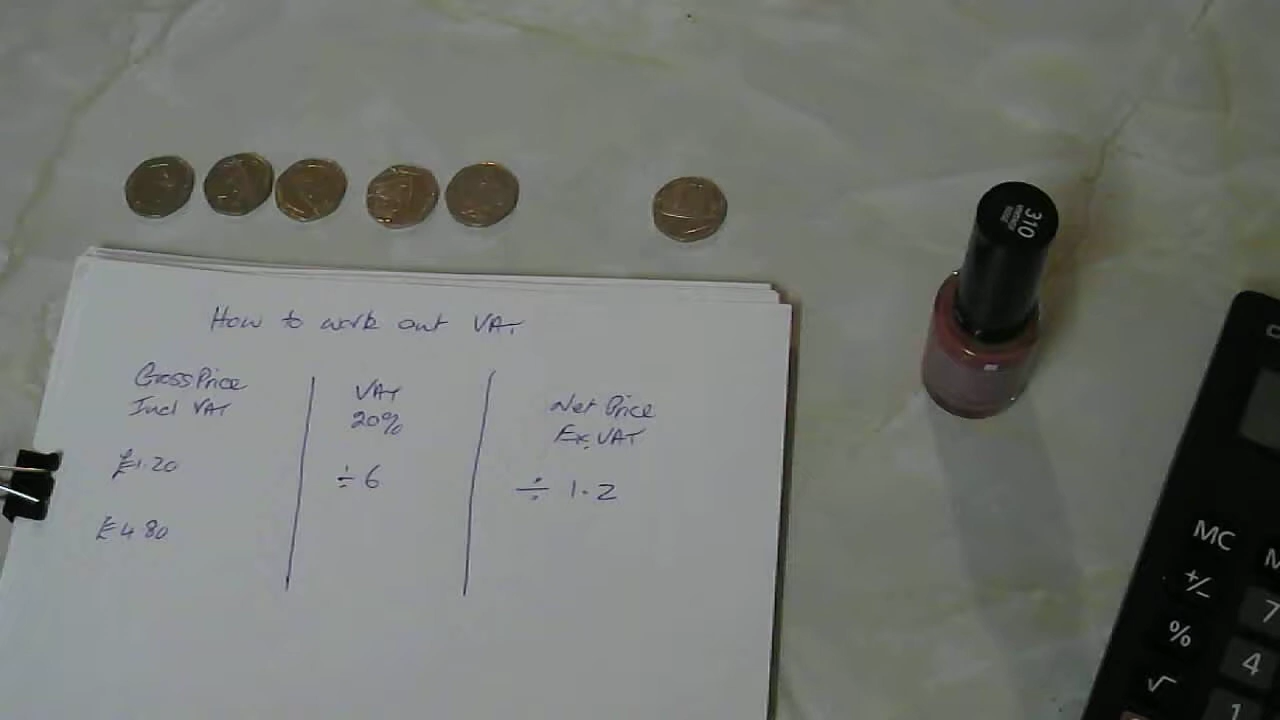 How to work out VAT
Gross Price
Incl VAT
VAT
20%
Net Price
Ex.VAT
£1.20
÷6
÷ 1.2
£4 80
310
MC
+/-
%
√
7
4
1